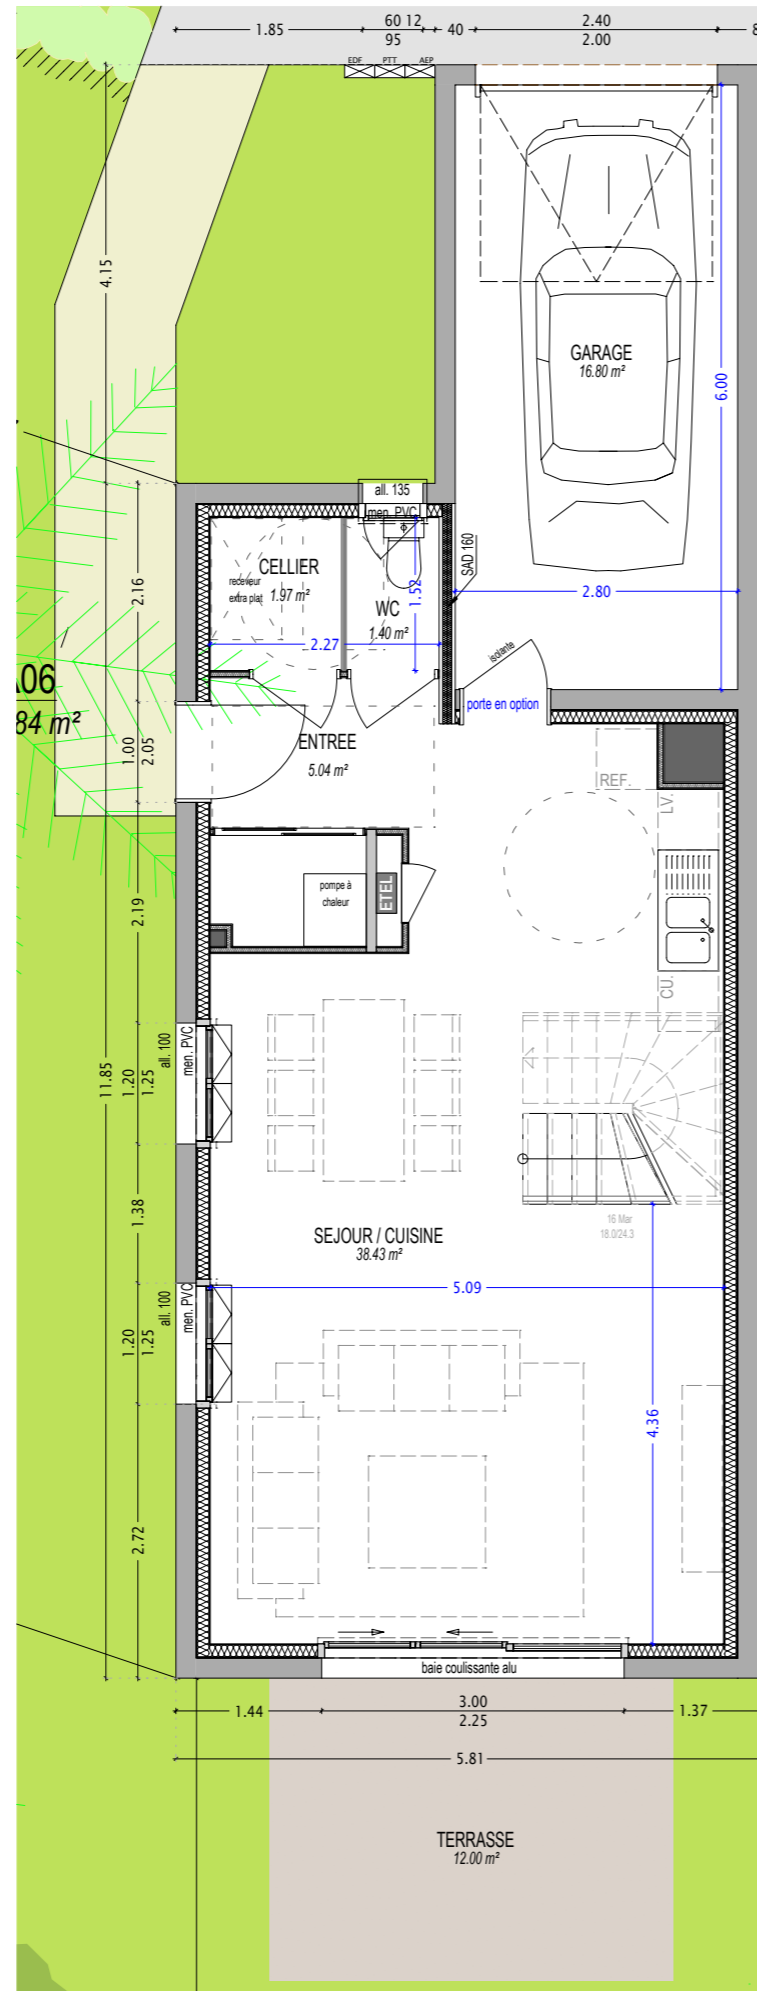 1.85
60 12
95
40
2.40
2.00
8
EDF
PTT
AEP
4.15
GARAGE
16.80 m²
6.00
all. 135
men. PVC
SAD 160
CELLIER
1.97 m²
receveur
extra plat
WC
1.40 m²
1.52
2.27
2.80
2.16
isolante
porte en option
06
84 m²
1.00
2.05
ENTREE
5.04 m²
REF.
LV.
pompe à
chaleur
ETEL
2.19
CU.
11.85
1.20
1.25
all. 100
men. PVC
1.38
16 Mar
18.0/24.3
SEJOUR / CUISINE
38.43 m²
5.09
1.20
1.25
all. 100
men. PVC
4.36
2.72
baie coulissante alu
1.44
3.00
2.25
1.37
5.81
TERRASSE
12.00 m²